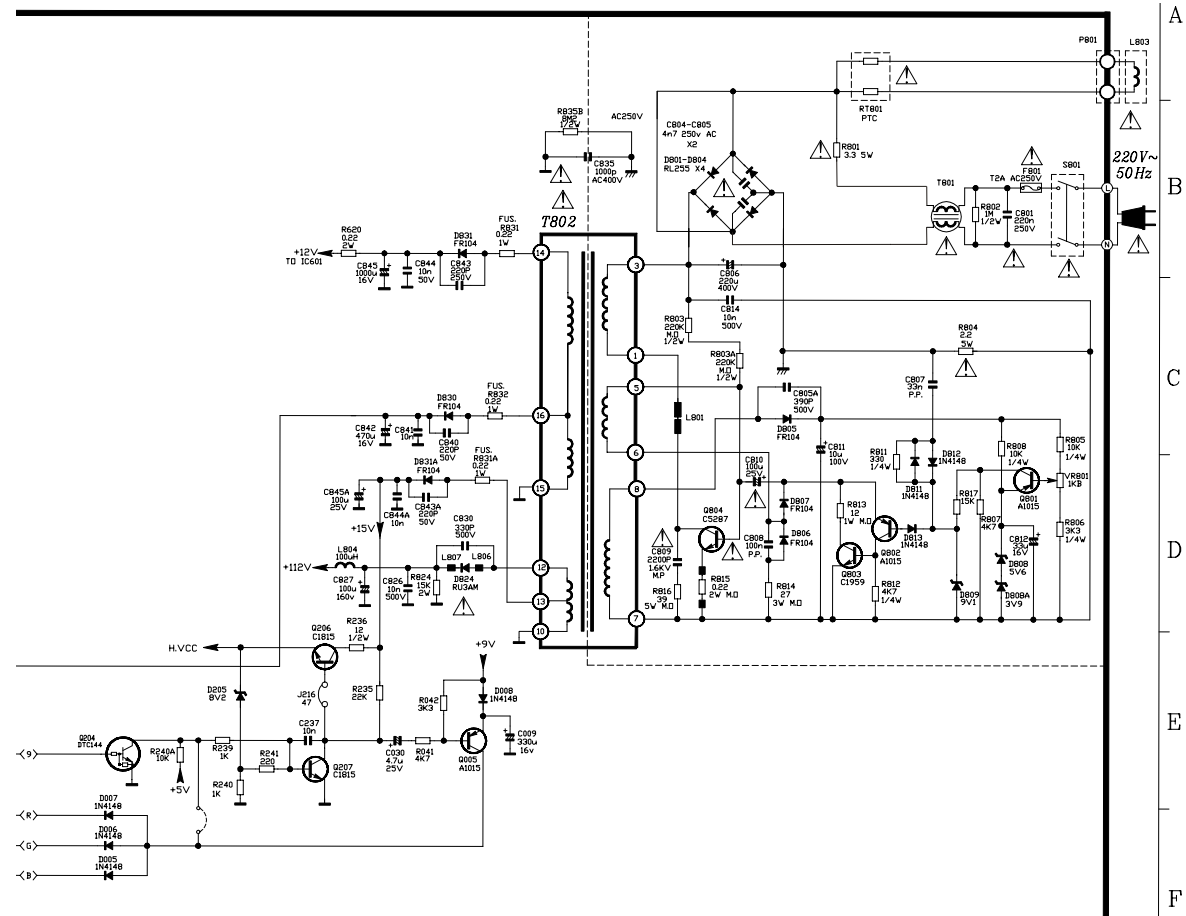 A
P801
L803
RT801
PTC
R835B
8M2
1/2W
AC250V
C804-C805
4n7 250v AC
X2
D801-D804
RL255 X4
C835
1000p
AC400V
R801
3.3 5W
220V~
50Hz
S801
F801
T2A AC250V
T801
R802
1M
1/2W
C801
220n
250V
L
N
B
T802
FUS.
R831
0.22
1W
R620
0.22
2W
D831
FR104
+12V
TO IC601
C845
1000u
16V
C844
10n
50V
C843
220P
250V
14
3
C806
220u
400V
C814
10n
500V
R803
220K
M.O
1/2W
R803A
220K
M.O
1/2W
R804
2.2
5W
1
5
C
C807
33n
P.P.
C805A
390P
500V
L801
D805
FR104
FUS.
R832
0.22
1W
D830
FR104
16
C842
470u
16V
C841
10n
C840
220P
50V
FUS.
R831A
0.22
1W
D831A
FR104
6
C811
10u
100V
R811
330
1/4W
D812
1N4148
D811
1N4148
R808
10K
1/4W
R805
10K
1/4W
VR801
1KB
Q801
A1015
15
8
C810
100u
25V
C845A
100u
25V
C844A
10n
C843A
220P
50V
+15V
C830
330P
500V
D807
FR104
D806
FR104
R813
12
1W M.O
R817
15K
R807
4K7
R806
3K3
1/4W
C812
33u
16V
Q804
C5287
C808
100n
P.P.
Q802
A1015
D813
1N4148
Q803
C1959
D
L804
100uH
L807
L806
+112V
D824
RU3AM
12
C827
100u
160v
C826
10n
500V
R824
15K
2W
13
10
C809
2200P
1.6KV
M.P
R816
39
5W M.O
R815
0.22
2W M.O
R814
27
3W M.O
R812
4K7
1/4W
D809
9V1
D808
5V6
D808A
3V9
7
Q206
C1815
R236
12
1/2W
H.VCC
+9V
D205
8V2
J216
47
R235
22K
R042
3K3
D008
1N4148
E
Q204
DTC144
R240A
10K
R239
1K
C237
10n
R241
220
Q207
C1815
C030
4.7u
25V
R041
4K7
Q005
A1015
C009
330u
16v
9
+5V
R240
1K
D007
1N4148
R
D006
1N4148
G
D005
1N4148
B
F